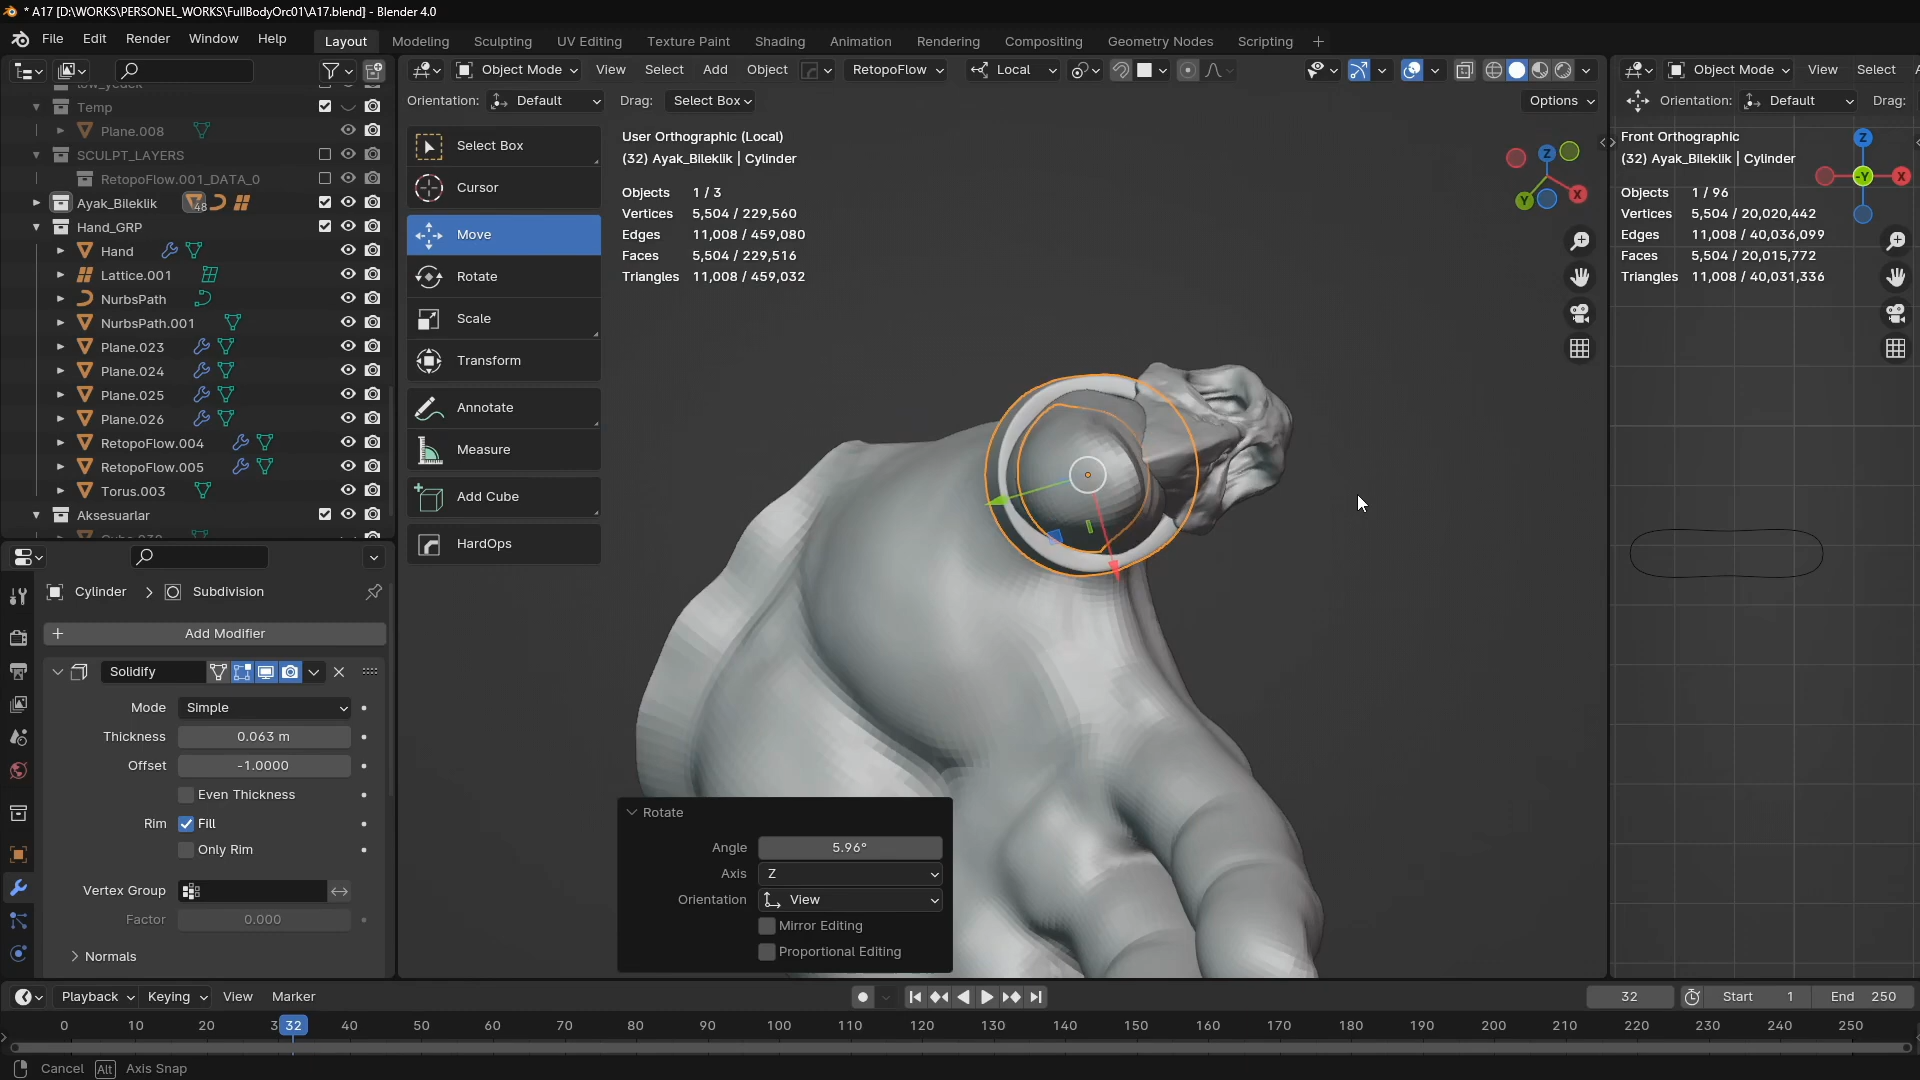 * A17 [D:\WORKS\PERSONEL_WORKS\FullBodyOrc01\A17.blend] - Blender 4.0
File Edit Render Window Help Layout Modeling Sculpting UV Editing Texture Paint Shading Animation Rendering Compositing Geometry Nodes Scripting +
Object Mode View Select Add Object RetopoFlow Local
Object Mode View Select
Orientation: Default Drag: Select Box Options
Orientation: Default Drag:
low_yedek
Temp
Plane.008
SCULPT_LAYERS
RetopoFlow.001_DATA_0
Ayak_Bileklik 48
Hand_GRP
Hand
Lattice.001
NurbsPath
NurbsPath.001
Plane.023
Plane.024
Plane.025
Plane.026
RetopoFlow.004
RetopoFlow.005
Torus.003
Aksesuarlar
Select Box
Cursor
Move
Rotate
Scale
Transform
Annotate
Measure
Add Cube
HardOps
User Orthographic (Local)
(32) Ayak_Bileklik | Cylinder
Objects 1 / 3
Vertices 5,504 / 229,560
Edges 11,008 / 459,080
Faces 5,504 / 229,516
Triangles 11,008 / 459,032
Z
Y
X
Front Orthographic
(32) Ayak_Bileklik | Cylinder
Objects 1 / 96
Vertices 5,504 / 20,020,442
Edges 11,008 / 40,036,099
Faces 5,504 / 20,015,772
Triangles 11,008 / 40,031,336
Z
-Y
X
Cylinder > Subdivision
+ Add Modifier
Solidify
Mode Simple
Thickness 0.063 m
Offset -1.0000
Even Thickness
Rim Fill
Only Rim
Vertex Group
Factor 0.000
Normals
Rotate
Angle 5.96°
Axis Z
Orientation View
Mirror Editing
Proportional Editing
Playback Keying View Marker 32 Start 1 End 250
0 10 20 3 32 40 50 60 70 80 90 100 110 120 130 140 150 160 170 180 190 200 210 220 230 240 250
Cancel Alt Axis Snap